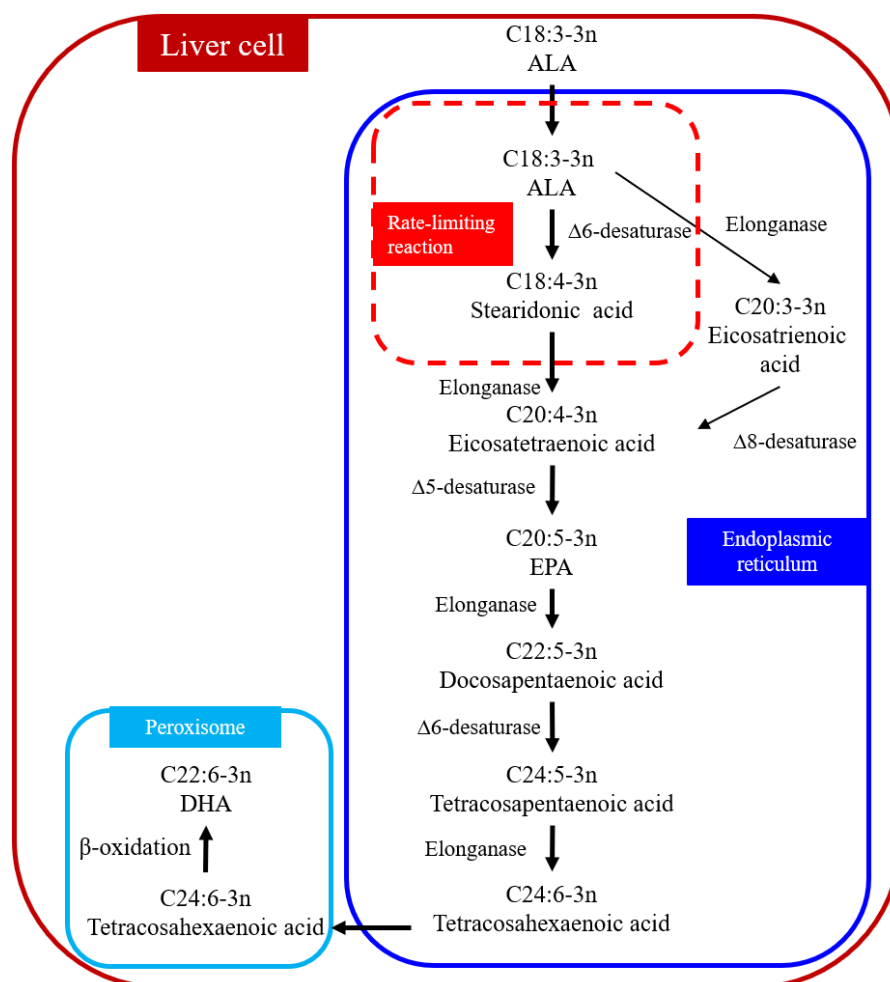 Liver cell
C18:3-3n
ALA
C18:3-3n
ALA
Rate-limiting
reaction
Δ6-desaturase
Elonganase
C18:4-3n
Stearidonic acid
C20:3-3n
Eicosatrienoic
acid
Elonganase
C20:4-3n
Eicosatetraenoic acid
Δ8-desaturase
Δ5-desaturase
C20:5-3n
EPA
Endoplasmic
reticulum
Elonganase
C22:5-3n
Docosapentaenoic acid
Δ6-desaturase
C24:5-3n
Tetracosapentaenoic acid
Elonganase
C24:6-3n
Tetracosahexaenoic acid
Peroxisome
C22:6-3n
DHA
β-oxidation
C24:6-3n
Tetracosahexaenoic acid